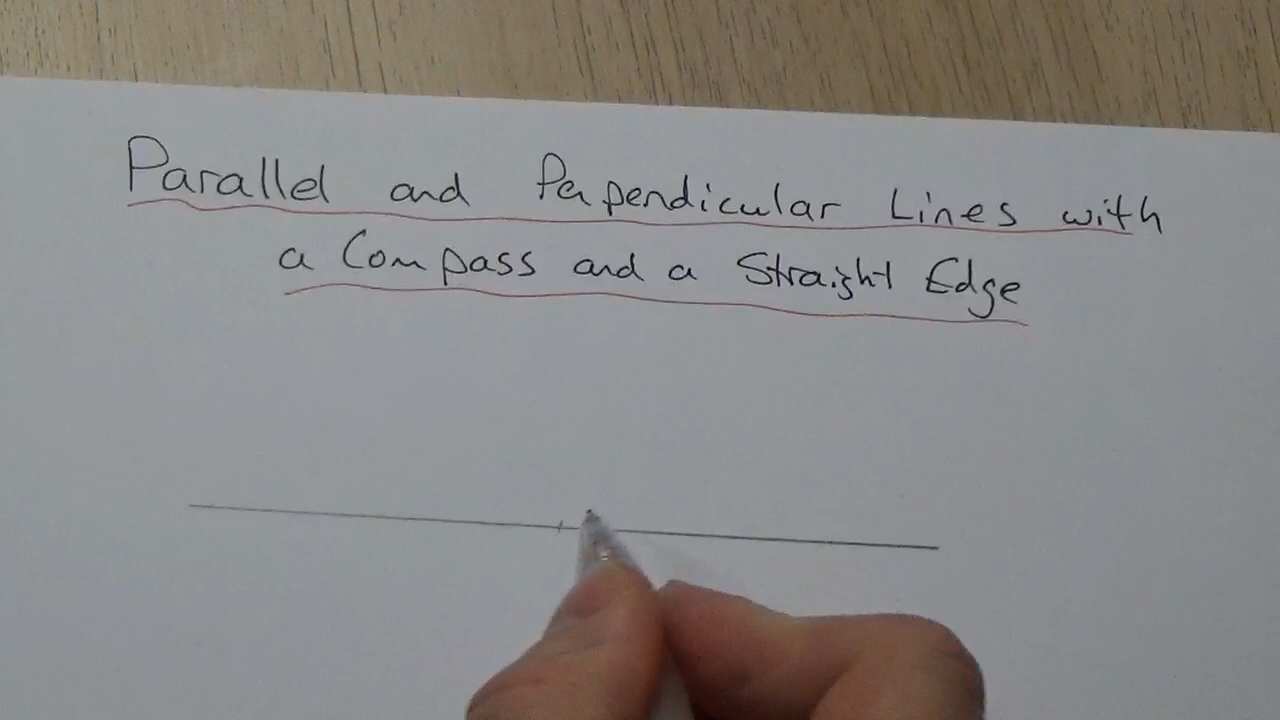 Parallel and Perpendicular Lines with
a Compass and a Straight Edge